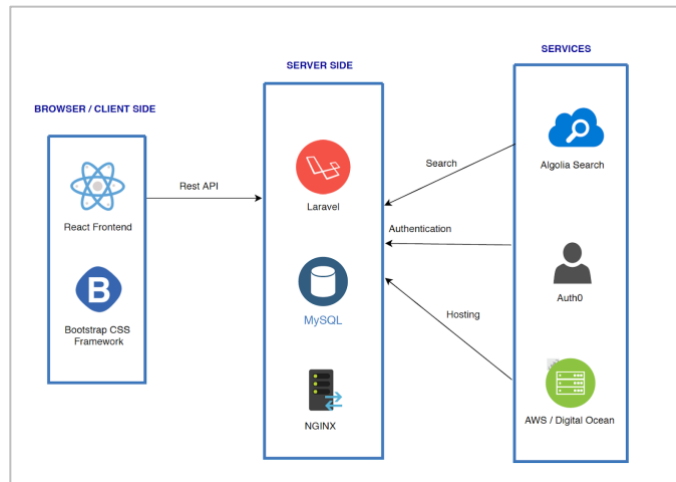 BROWSER / CLIENT SIDE
React Frontend
B
Bootstrap CSS
Framework
Rest API
SERVER SIDE
Laravel
MySQL
NGINX
Search
Authentication
Hosting
SERVICES
Algolia Search
Auth0
AWS / Digital Ocean